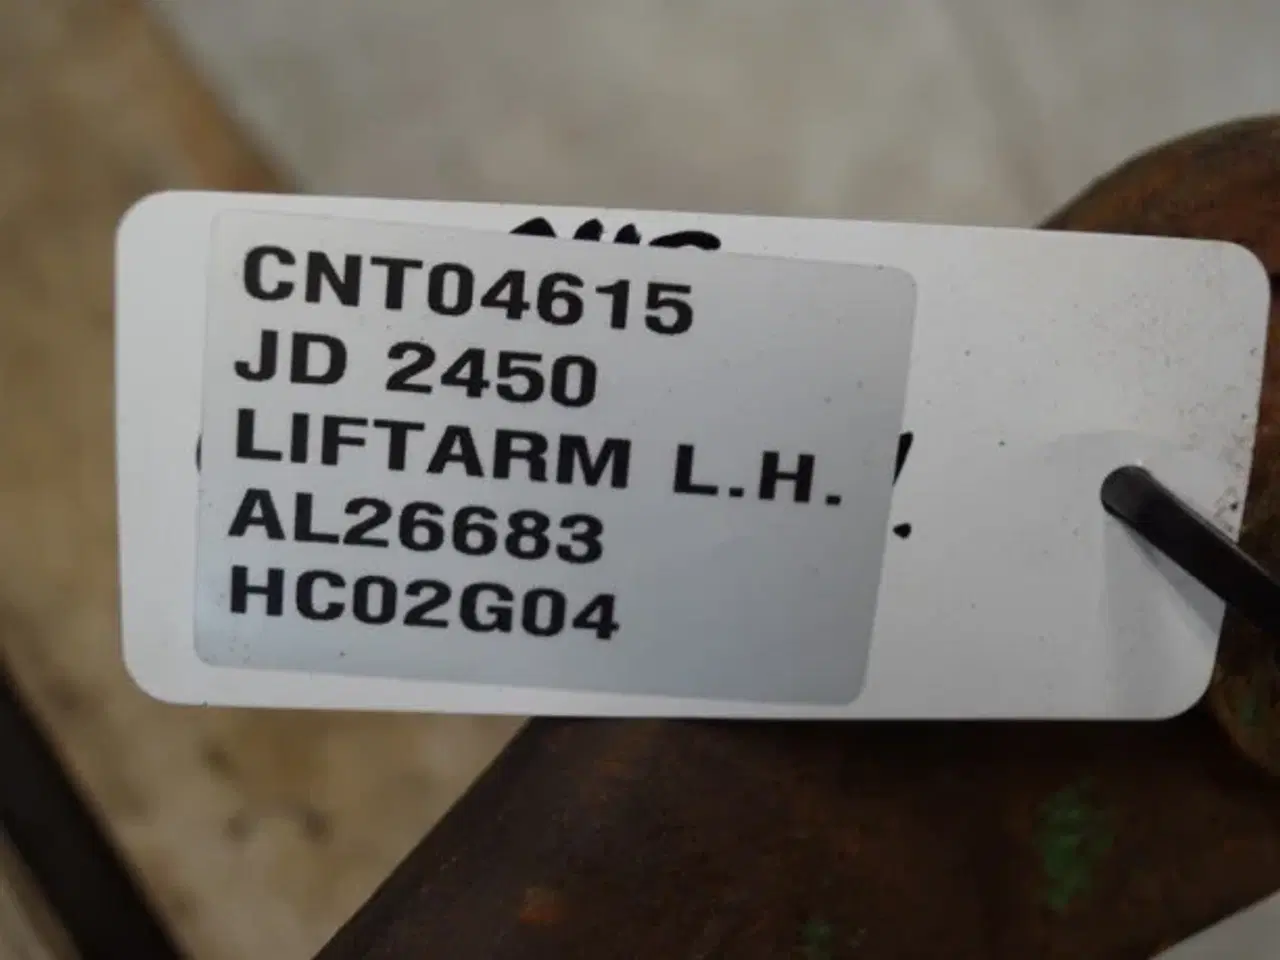 CNT04615
JD 2450
LIFTARM L.H.
AL26683
HC02G04